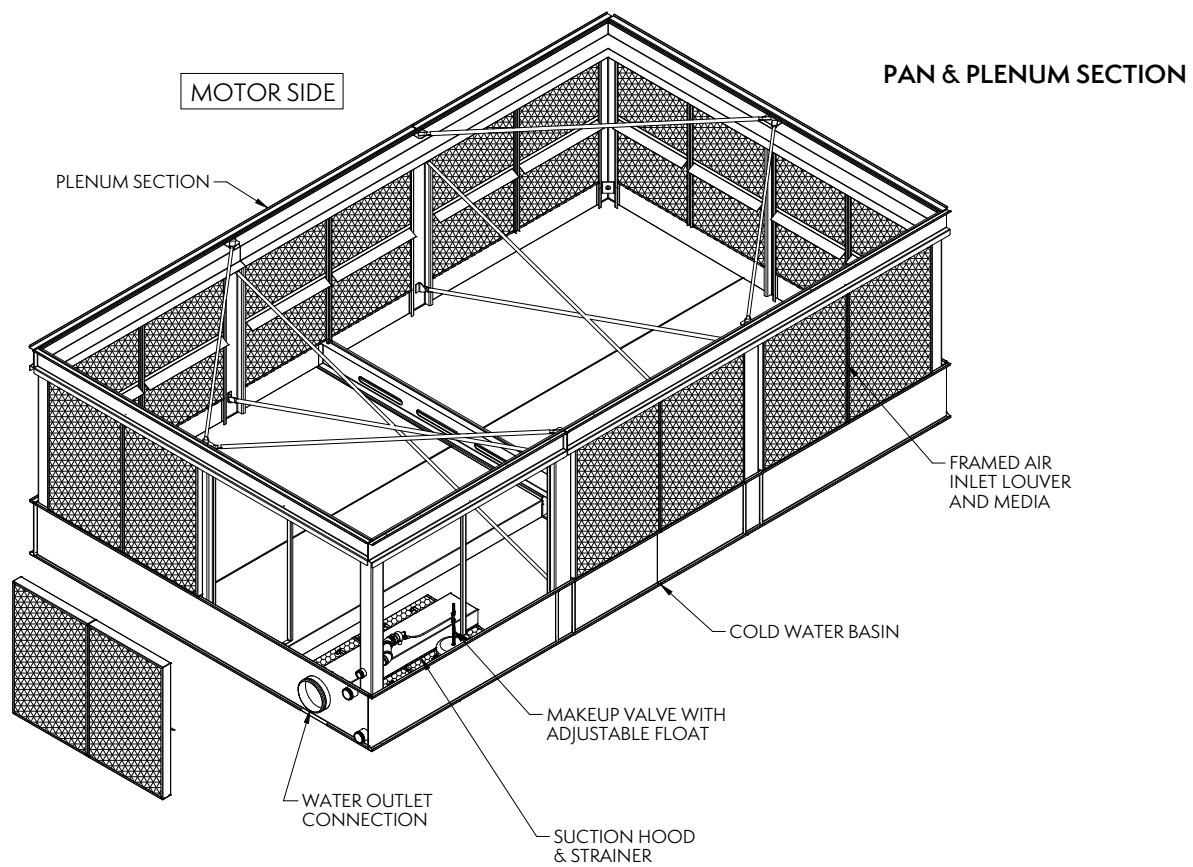 PAN & PLENUM SECTION
MOTOR SIDE
PLENUM SECTION
FRAMED AIR
INLET LOUVER
AND MEDIA
COLD WATER BASIN
MAKEUP VALVE WITH
ADJUSTABLE FLOAT
WATER OUTLET
CONNECTION
SUCTION HOOD
& STRAINER